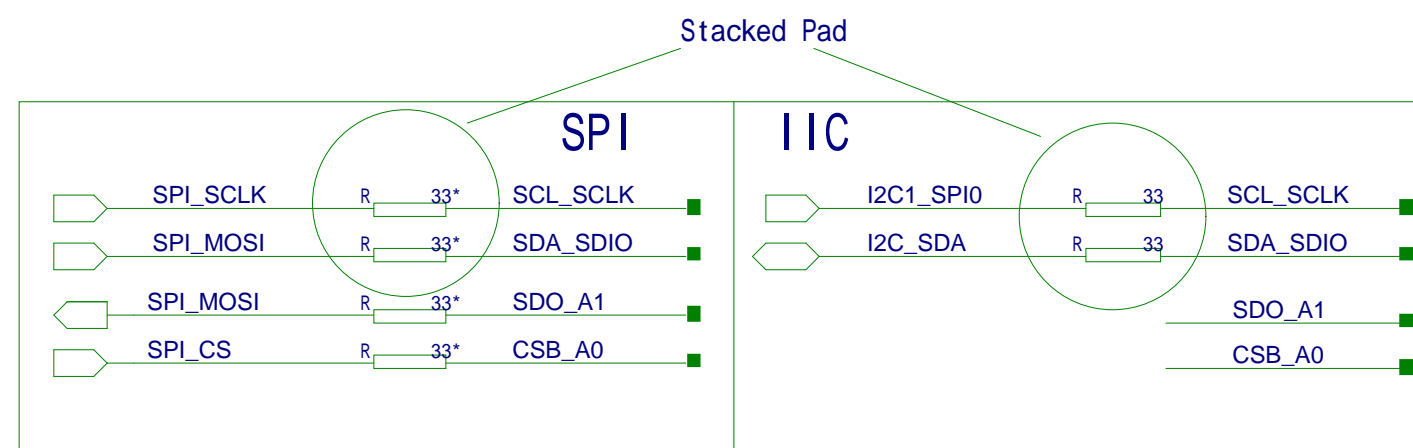 Stacked Pad
SPI
SPI_SCLK R 33* SCL_SCLK
SPI_MOSI R 33* SDA_SDIO
SPI_MOSI R 33* SDO_A1
SPI_CS R 33* CSB_A0
IIC
I2C1_SPI0 R 33 SCL_SCLK
I2C_SDA R 33 SDA_SDIO
SDO_A1
CSB_A0